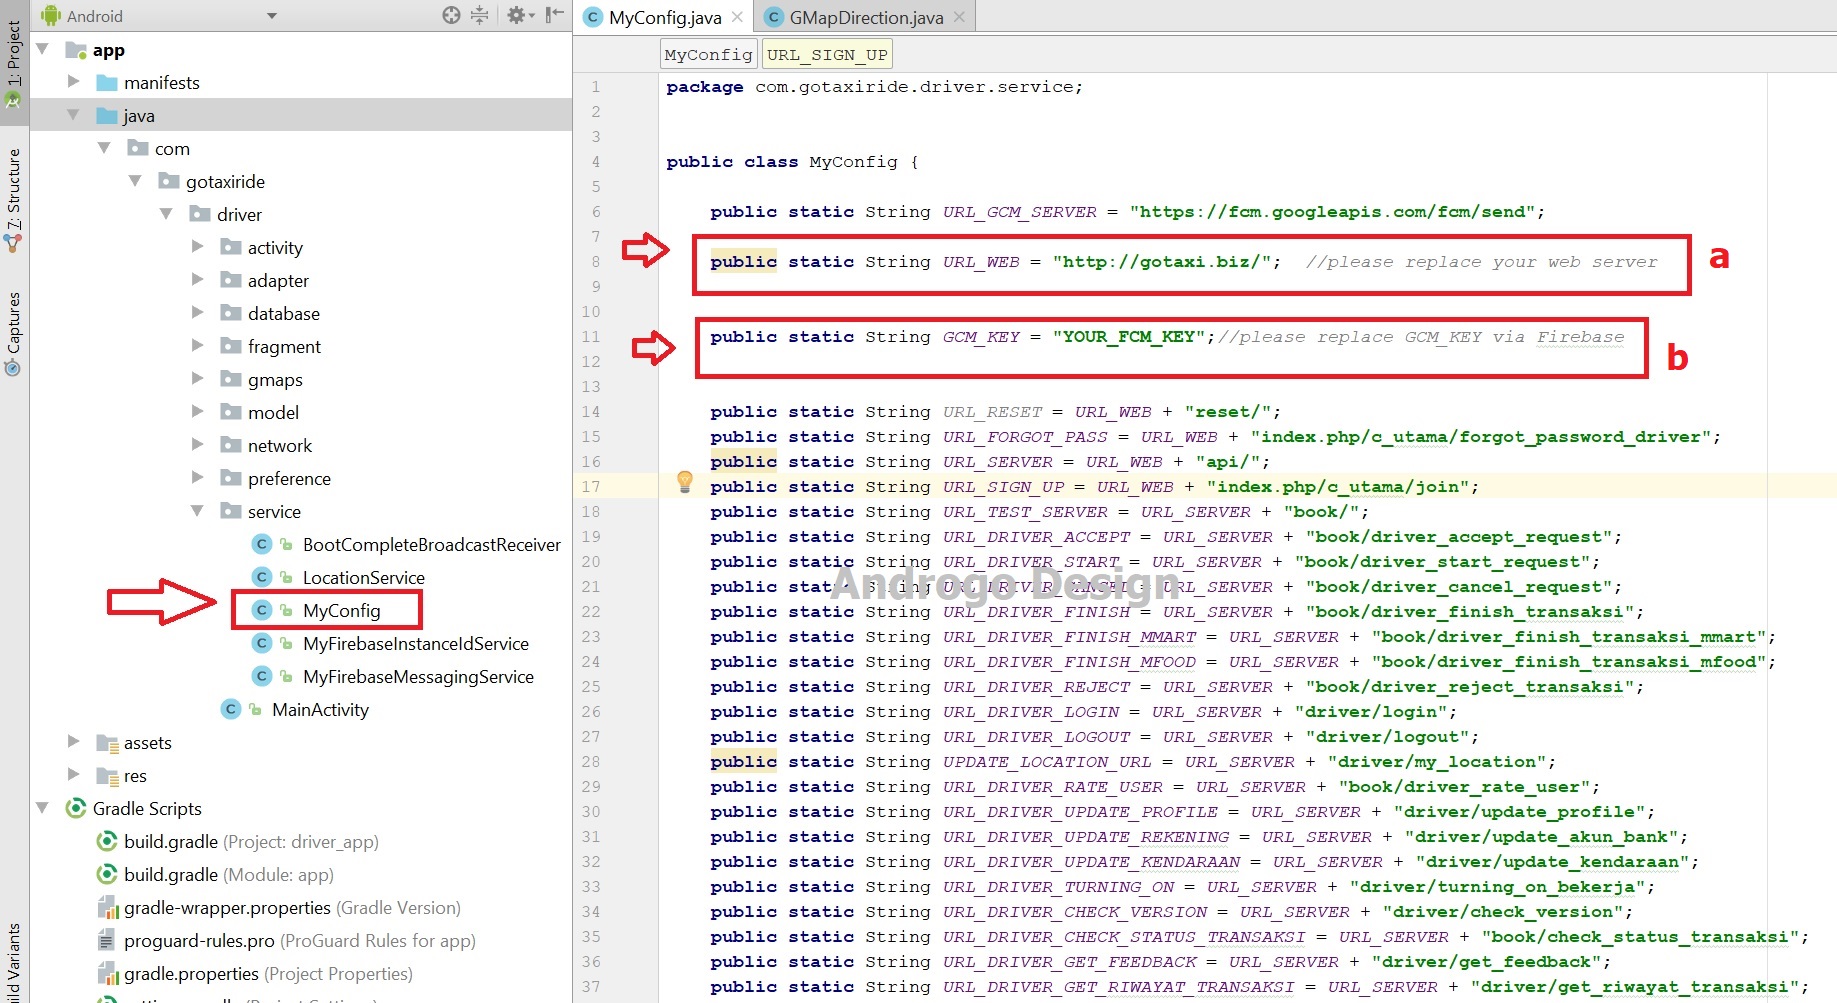 1: Project
7: Structure
Captures
ild Variants
Android
app
manifests
java
com
gotaxiride
driver
activity
adapter
database
fragment
gmaps
model
network
preference
service
BootCompleteBroadcastReceiver
LocationService
MyConfig
MyFirebaseInstanceIdService
MyFirebaseMessagingService
MainActivity
assets
res
Gradle Scripts
build.gradle (Project: driver_app)
build.gradle (Module: app)
gradle-wrapper.properties (Gradle Version)
proguard-rules.pro (ProGuard Rules for app)
gradle.properties (Project Properties)
MyConfig.java
GMapDirection.java
MyConfig
URL_SIGN_UP
1 package com.gotaxiride.driver.service;
2
3
4 public class MyConfig {
5
6 public static String URL_GCM_SERVER = "https://fcm.googleapis.com/fcm/send";
7
8 public static String URL_WEB = "http://gotaxi.biz/"; //please replace your web server
a
9
10
11 public static String GCM_KEY = "YOUR_FCM_KEY";//please replace GCM_KEY via Firebase
b
12
13
14 public static String URL_RESET = URL_WEB + "reset/";
15 public static String URL_FORGOT_PASS = URL_WEB + "index.php/c_utama/forgot_password_driver";
16 public static String URL_SERVER = URL_WEB + "api/";
17 public static String URL_SIGN_UP = URL_WEB + "index.php/c_utama/join";
18 public static String URL_TEST_SERVER = URL_SERVER + "book/";
19 public static String URL_DRIVER_ACCEPT = URL_SERVER + "book/driver_accept_request";
20 public static String URL_DRIVER_START = URL_SERVER + "book/driver_start_request";
21 public static String URL_DRIVER_CANCEL = URL_SERVER + "book/driver_cancel_request";
Androgo Design
22 public static String URL_DRIVER_FINISH = URL_SERVER + "book/driver_finish_transaksi";
23 public static String URL_DRIVER_FINISH_MMART = URL_SERVER + "book/driver_finish_transaksi_mmart";
24 public static String URL_DRIVER_FINISH_MFOOD = URL_SERVER + "book/driver_finish_transaksi_mfood";
25 public static String URL_DRIVER_REJECT = URL_SERVER + "book/driver_reject_transaksi";
26 public static String URL_DRIVER_LOGIN = URL_SERVER + "driver/login";
27 public static String URL_DRIVER_LOGOUT = URL_SERVER + "driver/logout";
28 public static String UPDATE_LOCATION_URL = URL_SERVER + "driver/my_location";
29 public static String URL_DRIVER_RATE_USER = URL_SERVER + "book/driver_rate_user";
30 public static String URL_DRIVER_UPDATE_PROFILE = URL_SERVER + "driver/update_profile";
31 public static String URL_DRIVER_UPDATE_REKENING = URL_SERVER + "driver/update_akun_bank";
32 public static String URL_DRIVER_UPDATE_KENDARAAN = URL_SERVER + "driver/update_kendaraan";
33 public static String URL_DRIVER_TURNING_ON = URL_SERVER + "driver/turning_on_bekerja";
34 public static String URL_DRIVER_CHECK_VERSION = URL_SERVER + "driver/check_version";
35 public static String URL_DRIVER_CHECK_STATUS_TRANSAKSI = URL_SERVER + "book/check_status_transaksi";
36 public static String URL_DRIVER_GET_FEEDBACK = URL_SERVER + "driver/get_feedback";
37 public static String URL_DRIVER_GET_RIWAYAT_TRANSAKSI = URL_SERVER + "driver/get_riwayat_transaksi";